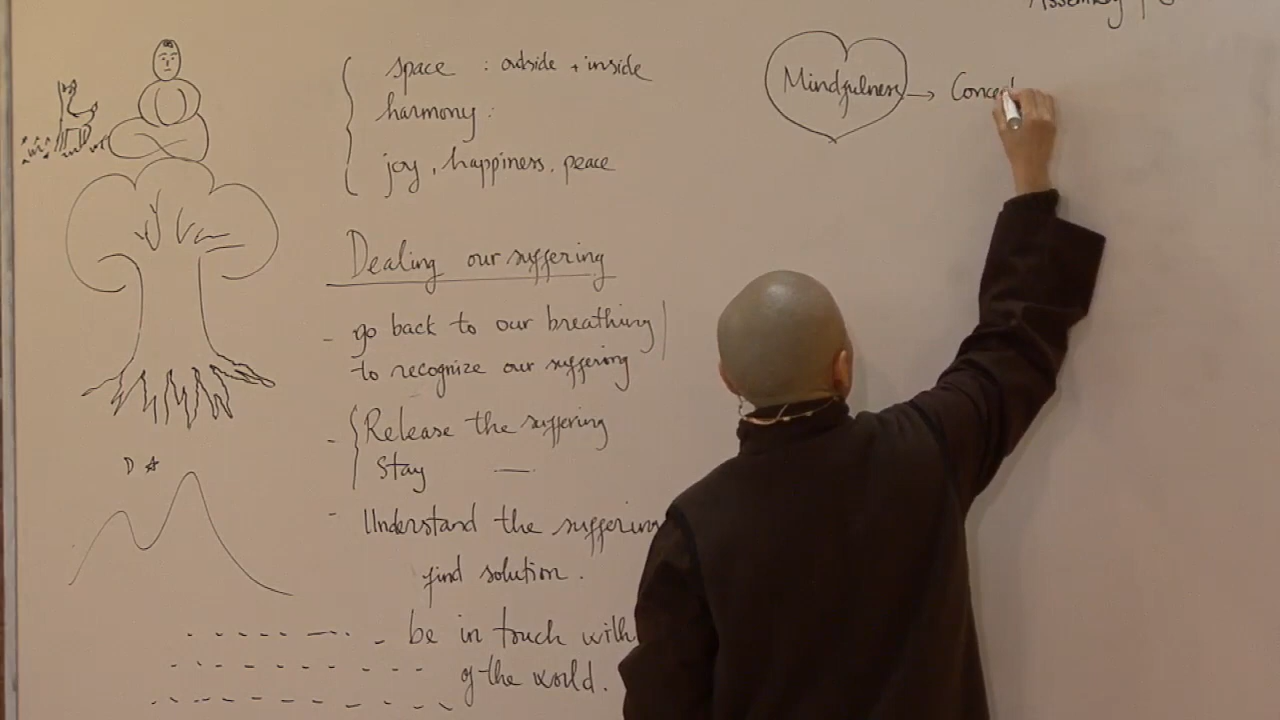 Assembly
space : outside + inside
harmony :
joy, happiness, peace
Dealing our suffering
- go back to our breathing
to recognize our suffering
- Release the suffering
Stay —
- Understand the suffering
find solution.
- be in touch with
of the world.
D A
Mindfulness → Conce